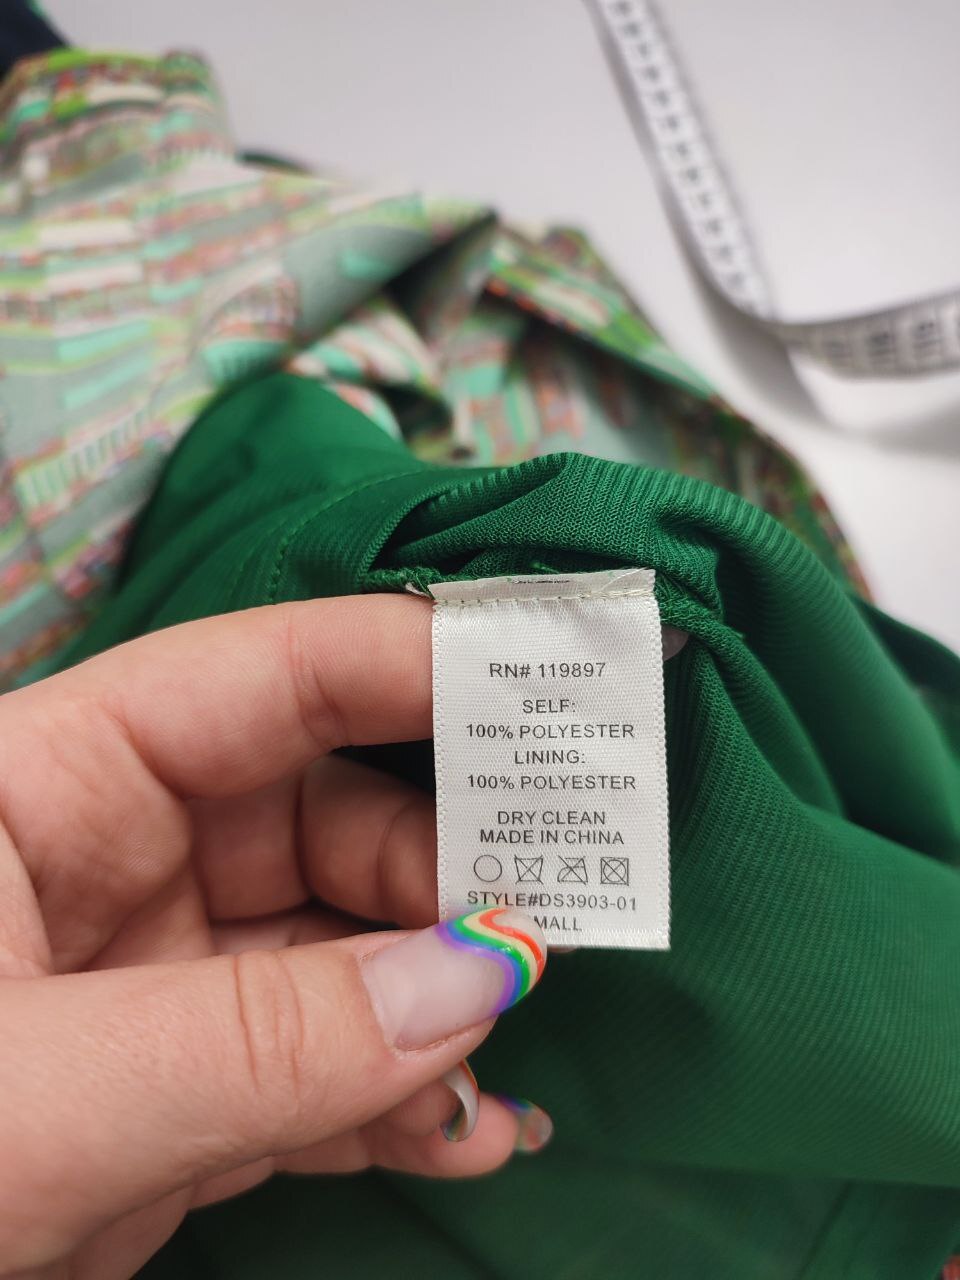 RN# 119897
SELF:
100% POLYESTER
LINING:
100% POLYESTER
DRY CLEAN
MADE IN CHINA
STYLE#DS3903-01
MALL